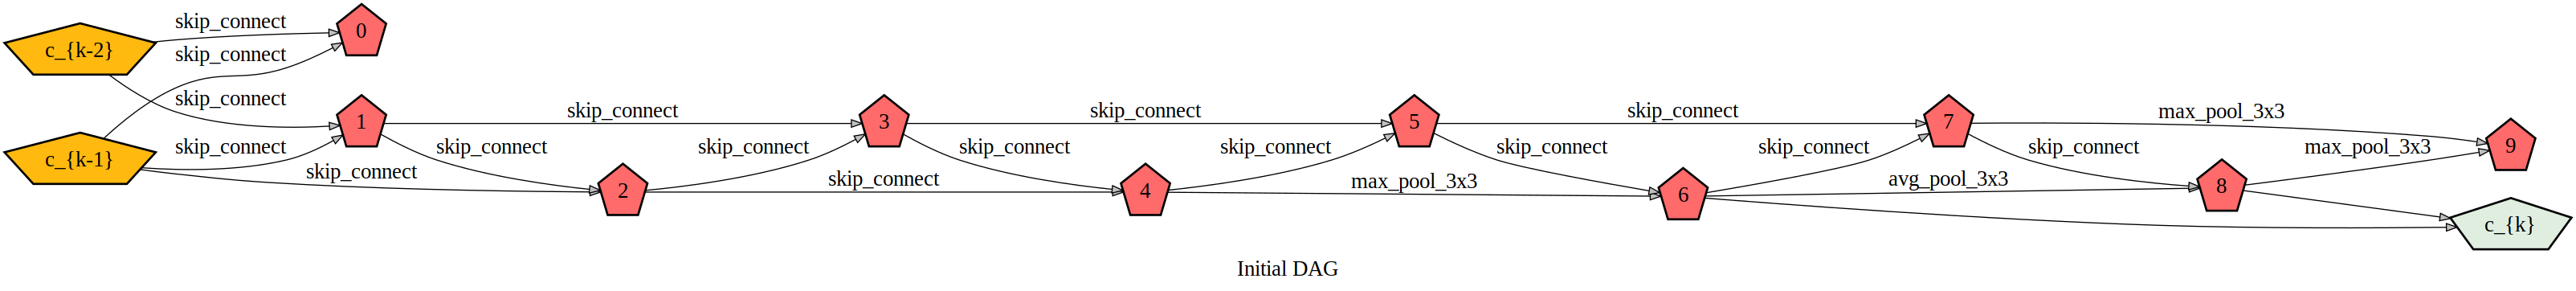 skip_connect
0
c_{k-2}
skip_connect
skip_connect
1
c_{k-1}
skip_connect
skip_connect
skip_connect
skip_connect
2
skip_connect
skip_connect
3
skip_connect
skip_connect
4
skip_connect
max_pool_3x3
5
skip_connect
skip_connect
6
skip_connect
avg_pool_3x3
7
max_pool_3x3
skip_connect
8
max_pool_3x3
9
c_{k}
Initial DAG